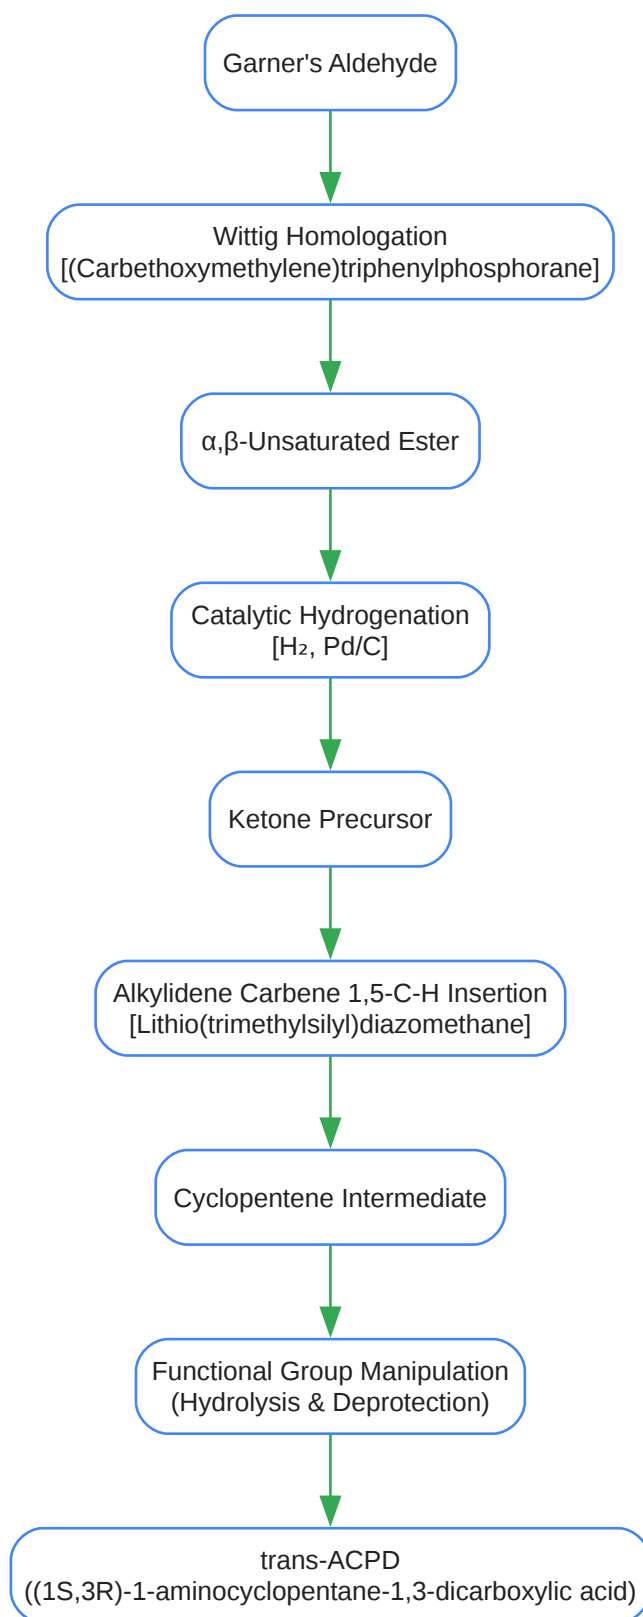 Garner's Aldehyde
Wittig Homologation
[(Carbethoxymethylene)triphenylphosphorane]
α,β-Unsaturated Ester
Catalytic Hydrogenation
[H₂, Pd/C]
Ketone Precursor
Alkylidene Carbene 1,5-C-H Insertion
[Lithio(trimethylsilyl)diazomethane]
Cyclopentene Intermediate
Functional Group Manipulation
(Hydrolysis & Deprotection)
trans-ACPD
((1S,3R)-1-aminocyclopentane-1,3-dicarboxylic acid)